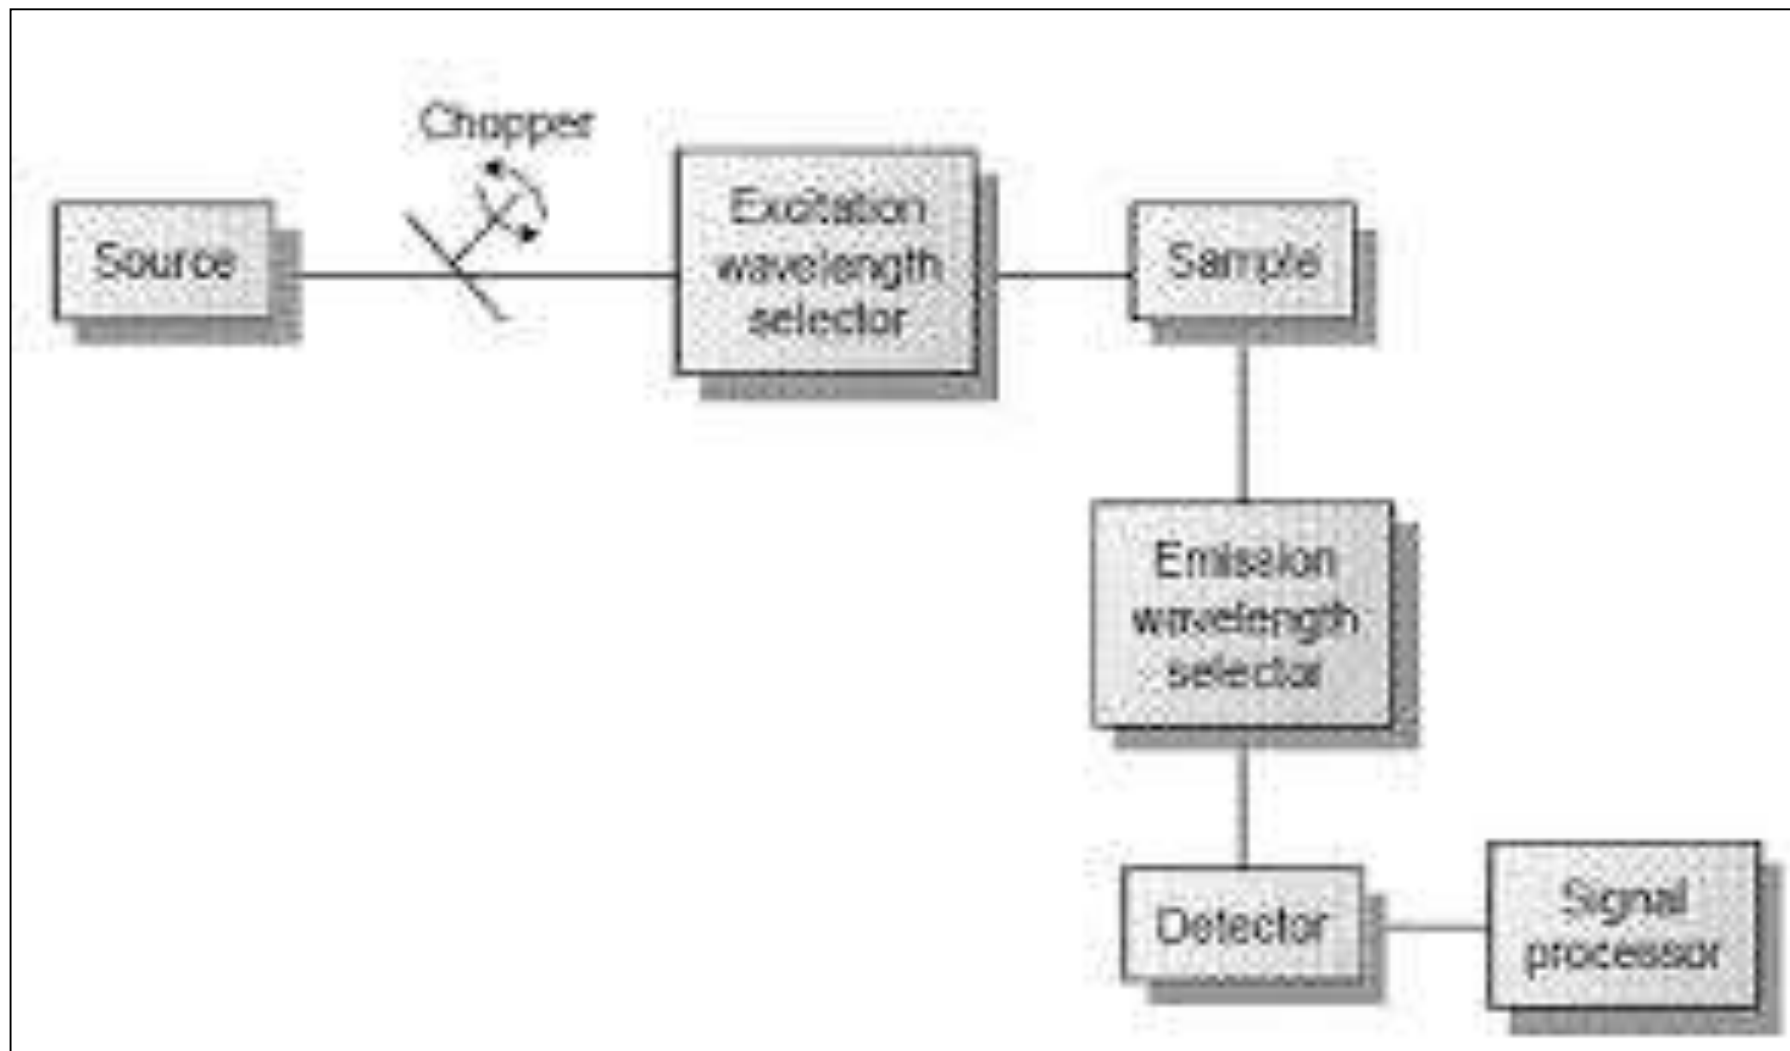 Chopper
Source
Excitation
wavelength
selector
Sample
Emission
wavelength
selector
Detector
Signal
processor